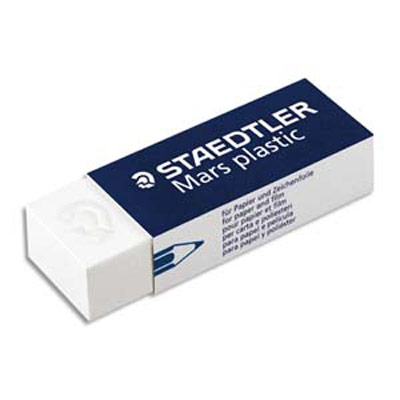 STAEDTLER
Mars plastic
für Papier und Zeichenfolie
for paper and film
pour papier et film
per carta e poliesteri
para papel e película
para papel y poliéster